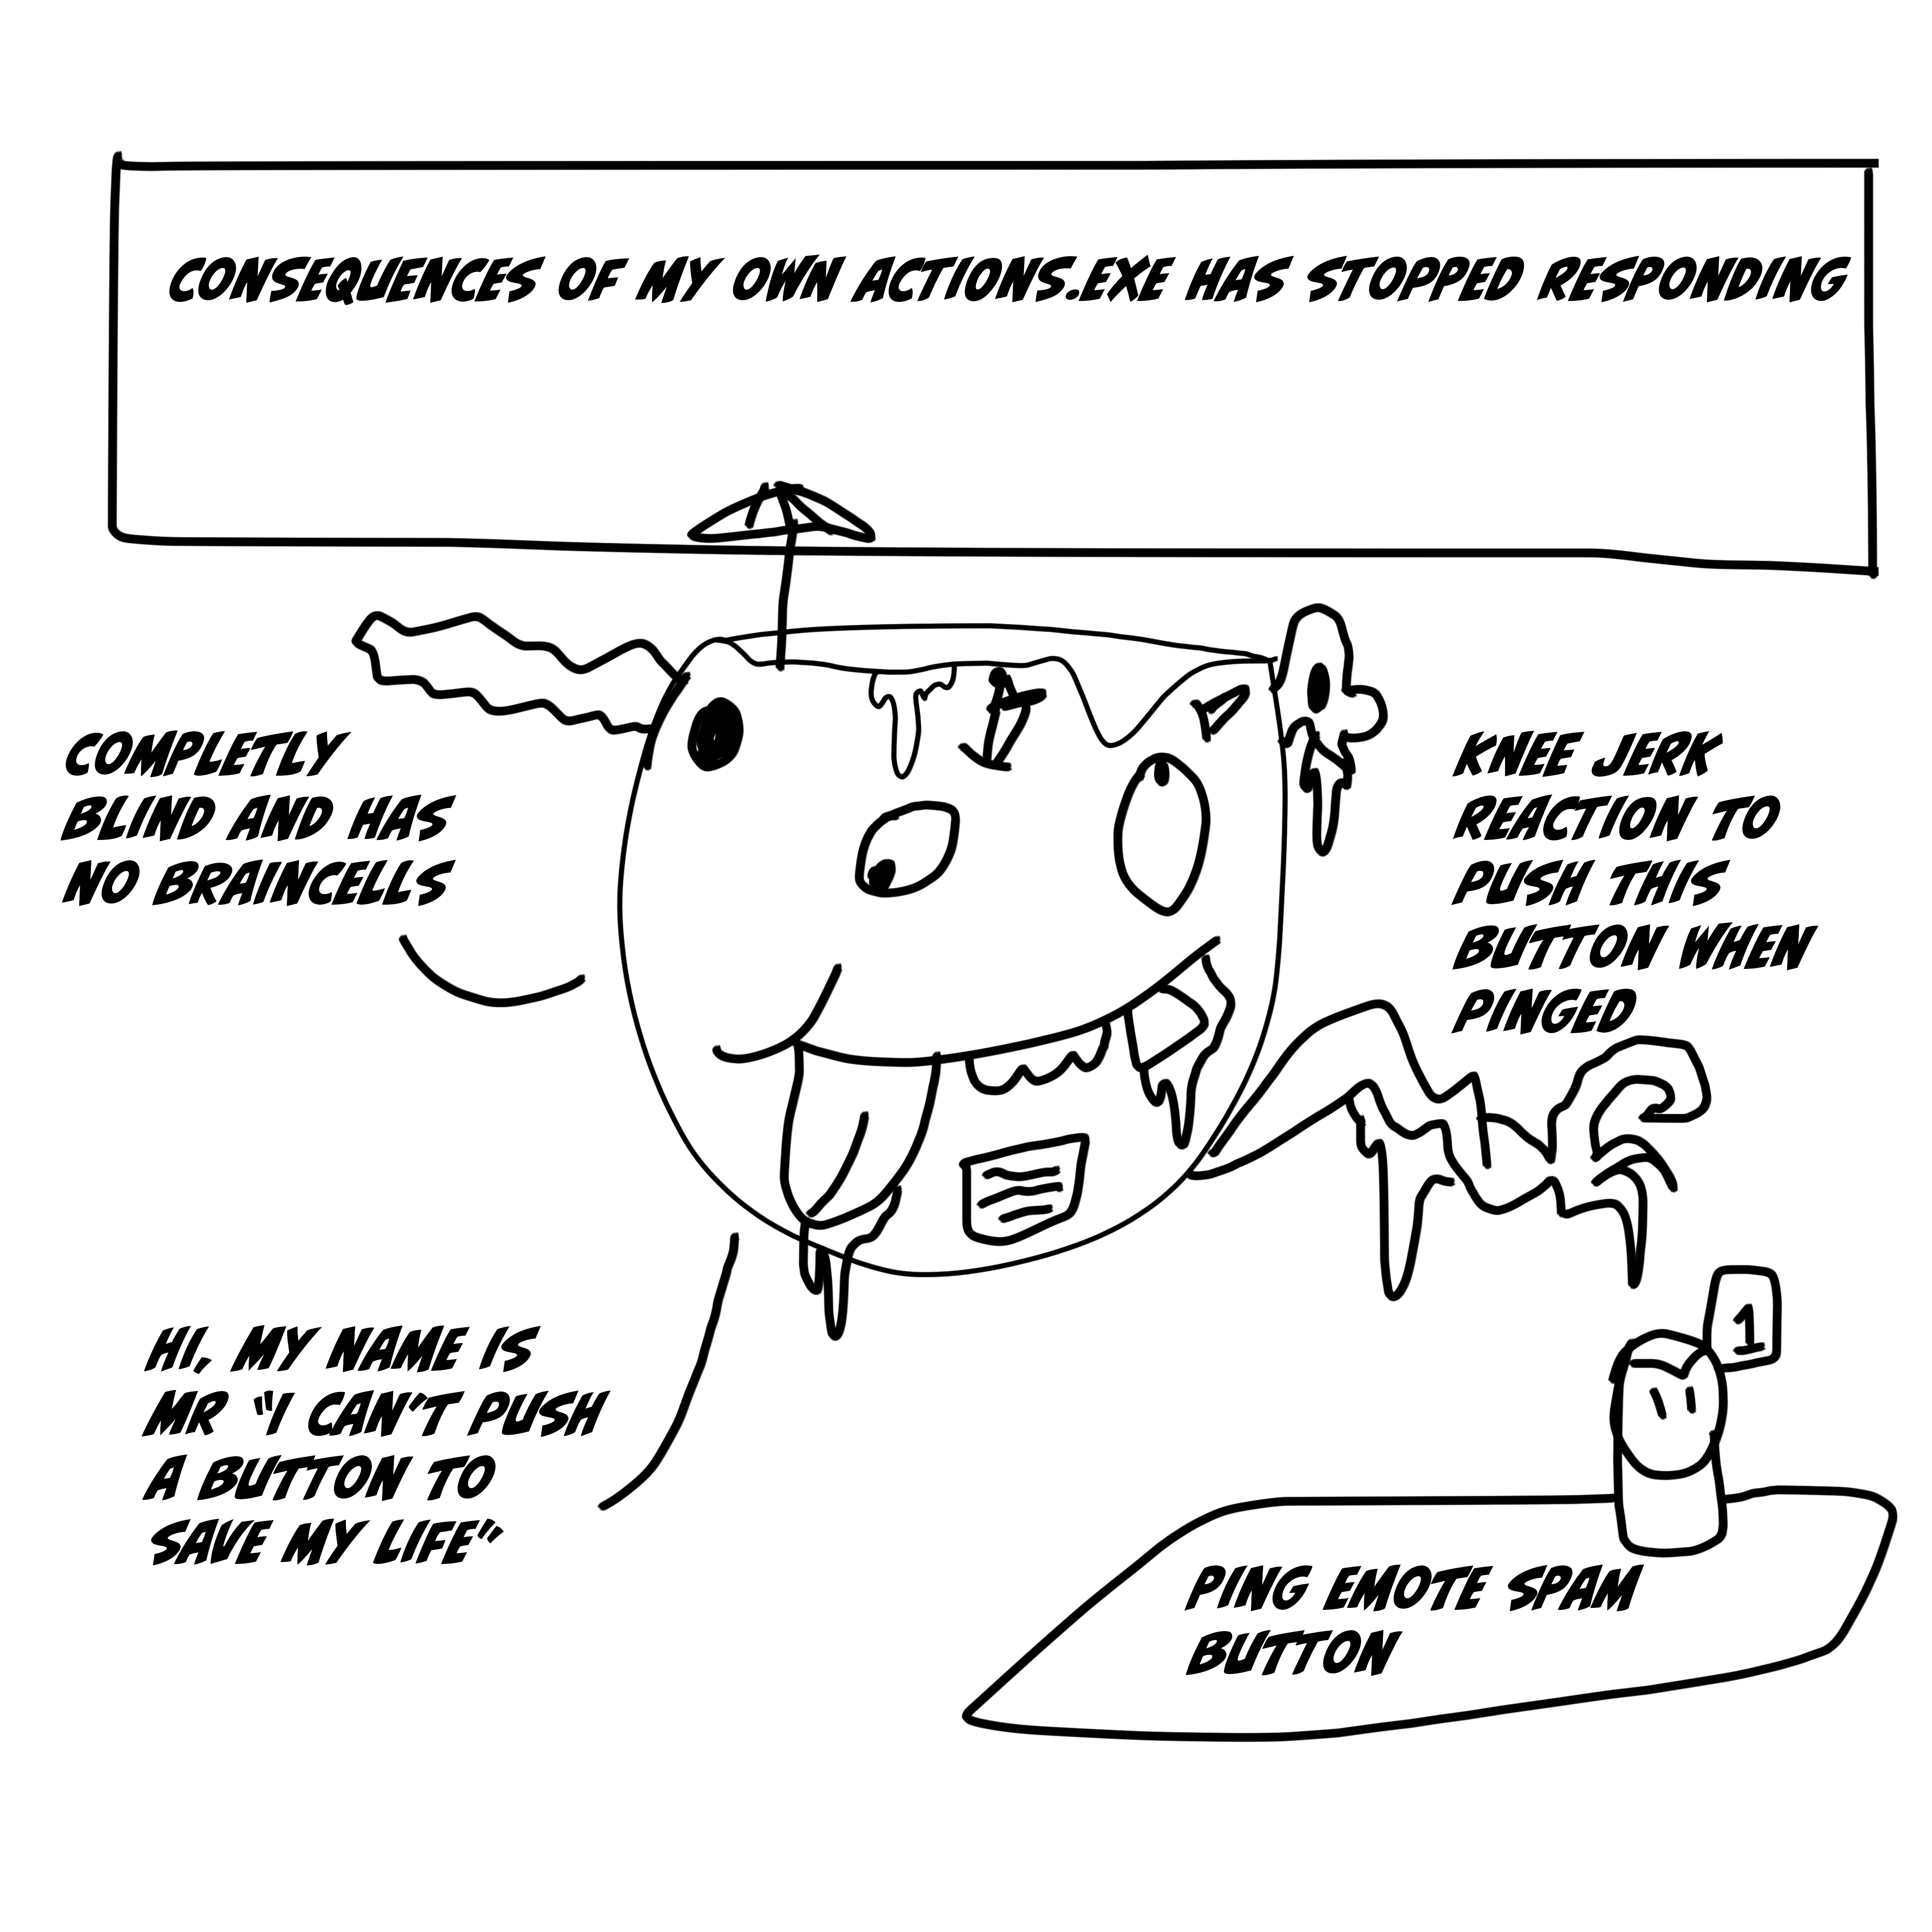 CONSEQUENCES OF MY OWN ACTIONS.EXE HAS STOPPED RESPONDING
COMPLETLY
BLIND AND HAS
NO BRAINCELLS
KNEE JERK
REACTION TO
PUSH THIS
BUTTON WHEN
PINGED
HI, MY NAME IS
MR "I CAN"T PUSH
A BUTTON TO
SAVE MY LIFE"
1
PING EMOTE SPAM
BUTTON